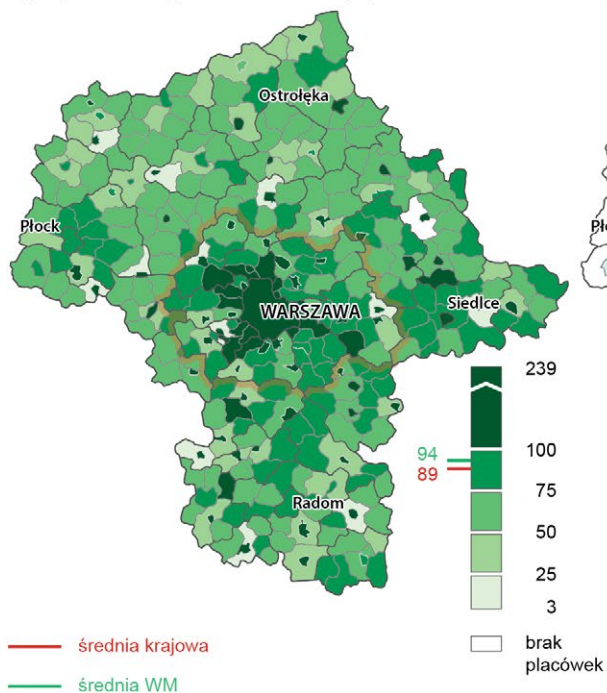 Ostrołęka
Płock
WARSZAWA
Siedlce
Radom
239
100
94
89
75
50
25
3
brak
placówek
średnia krajowa
średnia WM